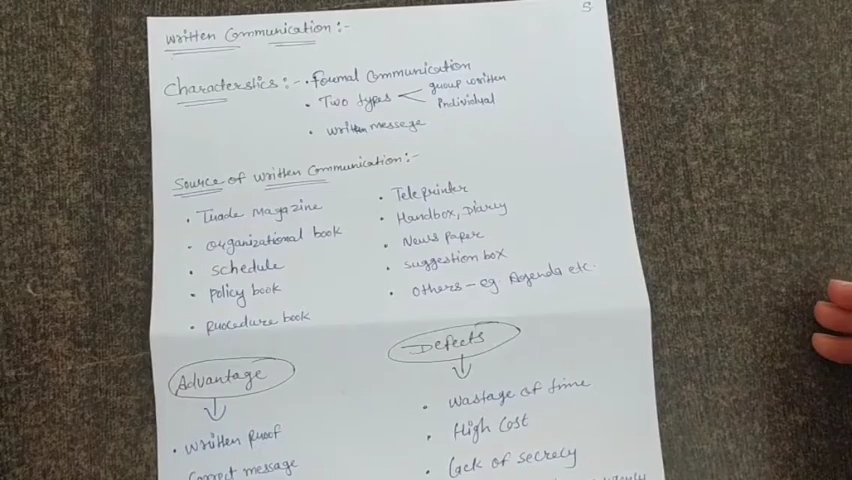 5
Written Communication :-
Characterstics :- • Formal Communication
• Two types group written
individual
• written messege
Source of written Communication :-
• Trade Magazine
• organizational book
• schedule
• policy book
• procedure book
• Teleprinter
• Handbox, Diary
• News Paper
• suggestion box
• others - eg. Agenda etc.
Advantage
• written proof
Correct message
Defects
• Wastage of time
• High Cost
• Lack of secrecy